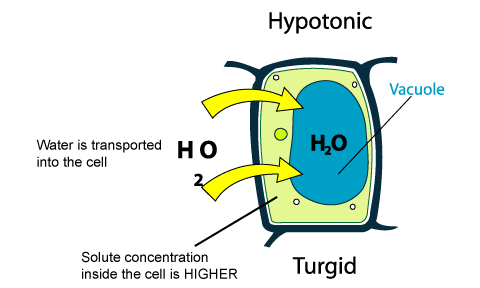 Hypotonic
Vacuole
Water is transported
into the cell
H O
2
H₂O
Solute concentration
inside the cell is HIGHER
Turgid